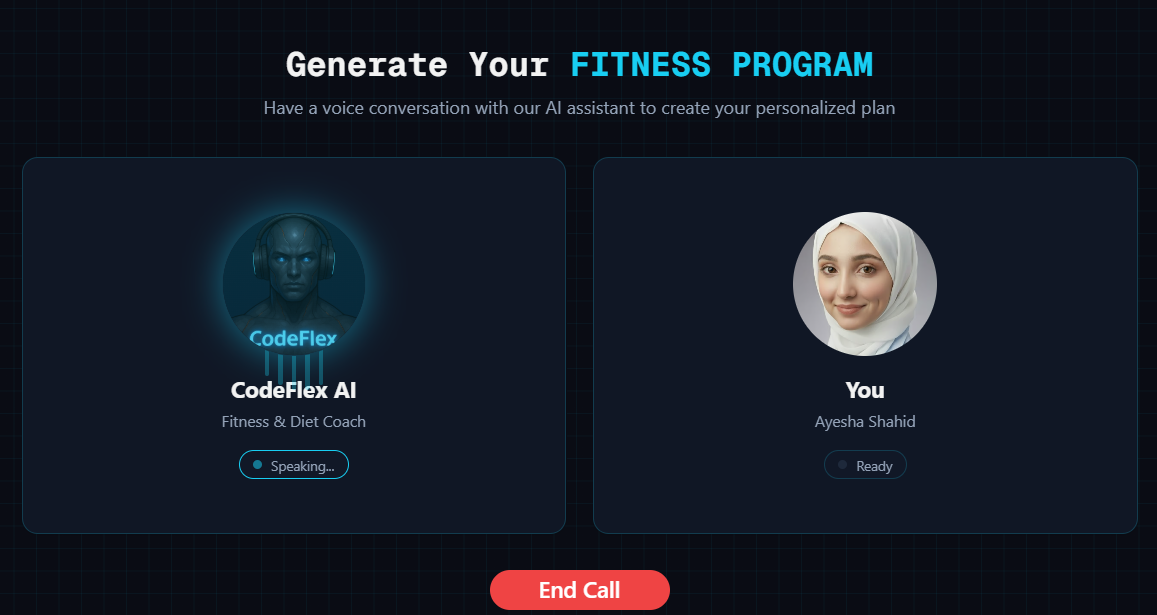 Generate Your FITNESS PROGRAM
Have a voice conversation with our AI assistant to create your personalized plan
CodeFlex
CodeFlex AI
Fitness & Diet Coach
Speaking...
You
Ayesha Shahid
Ready
End Call